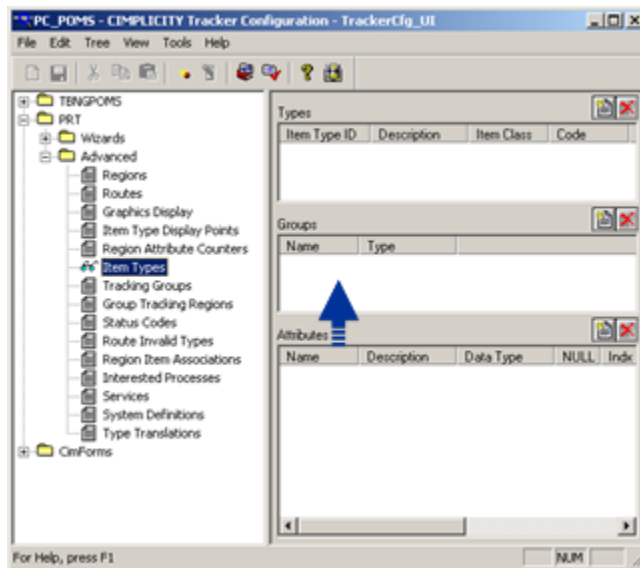 PC_POMS - CIMPLICITY Tracker Configuration - TrackerCfg_UI
File Edit Tree View Tools Help
TBNGPOMS
PRT
Wizards
Advanced
Regions
Routes
Graphics Display
Item Type Display Points
Region Attribute Counters
Item Types
Tracking Groups
Group Tracking Regions
Status Codes
Route Invalid Types
Region Item Associations
Interested Processes
Services
System Definitions
Type Translations
CimForms
Types
Item Type ID Description Item Class Code
Groups
Name Type
Attributes
Name Description Data Type NULL Inde
For Help, press F1
NUM